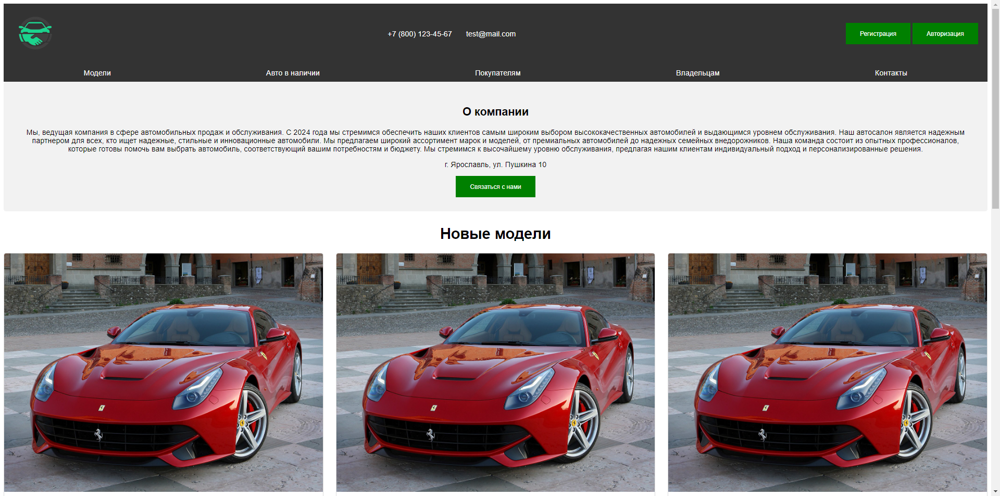 +7 (800) 123-45-67 test@mail.com
Регистрация Авторизация
Модели Авто в наличии Покупателям Владельцам Контакты
О компании
Мы, ведущая компания в сфере автомобильных продаж и обслуживания. С 2024 года мы стремимся обеспечить наших клиентов самым широким выбором высококачественных автомобилей и выдающимся уровнем обслуживания. Наш автосалон является надежным
партнером для всех, кто ищет надежные, стильные и инновационные автомобили. Мы предлагаем широкий ассортимент марок и моделей, от премиальных автомобилей до надежных семейных внедорожников. Наша команда состоит из опытных профессионалов,
которые готовы помочь вам выбрать автомобиль, соответствующий вашим потребностям и бюджету. Мы стремимся к высочайшему уровню обслуживания, предлагая нашим клиентам индивидуальный подход и персонализированные решения.
г. Ярославль, ул. Пушкина 10
Связаться с нами
Новые модели